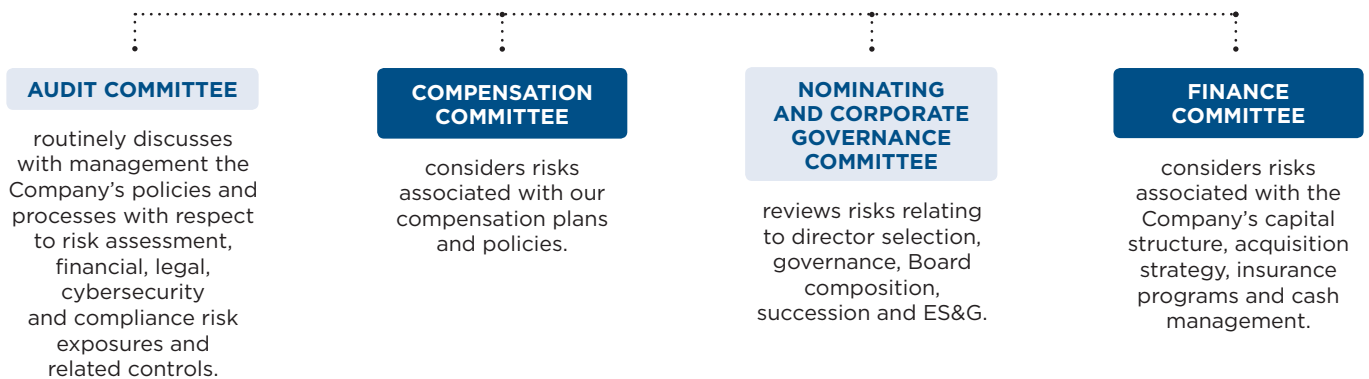 AUDIT COMMITTEE
routinely discusses
with management the
Company’s policies and
processes with respect
to risk assessment,
financial, legal,
cybersecurity
and compliance risk
exposures and
related controls.
COMPENSATION
COMMITTEE
considers risks
associated with our
compensation plans
and policies.
NOMINATING
AND CORPORATE
GOVERNANCE
COMMITTEE
reviews risks relating
to director selection,
governance, Board
composition,
succession and ES&G.
FINANCE
COMMITTEE
considers risks
associated with the
Company’s capital
structure, acquisition
strategy, insurance
programs and cash
management.